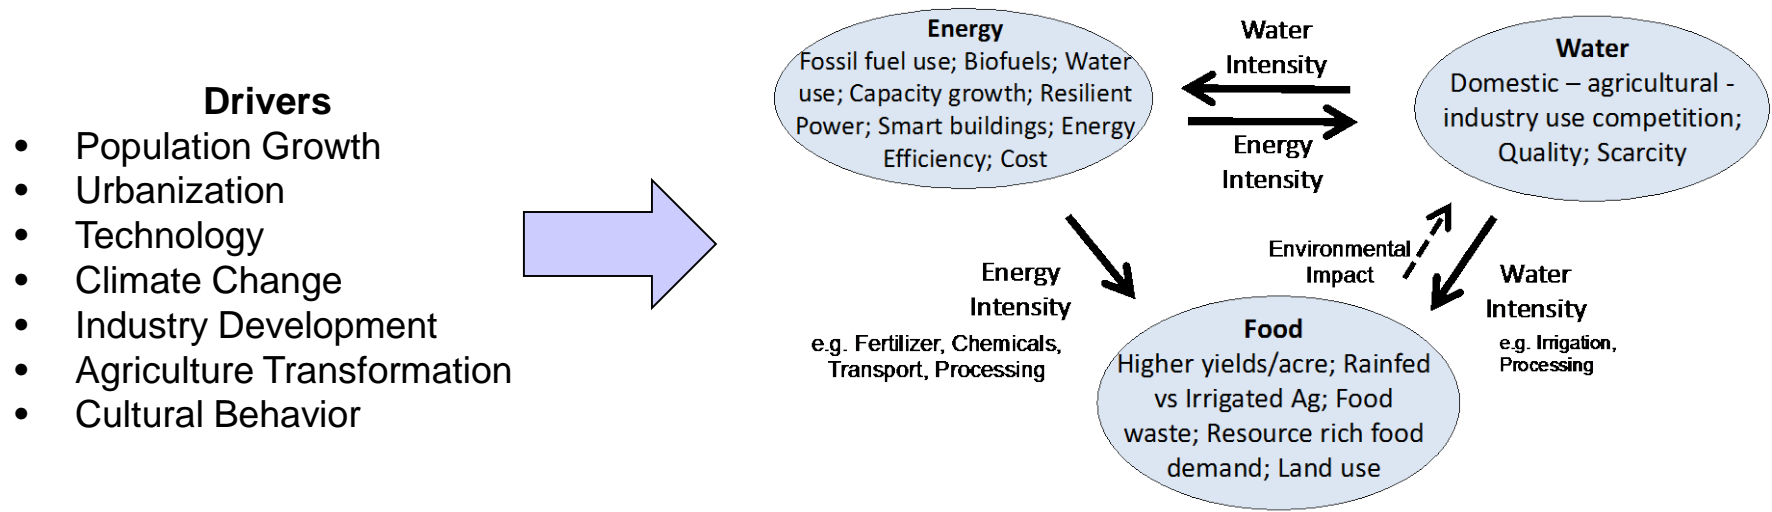 Drivers
• Population Growth
• Urbanization
• Technology
• Climate Change
• Industry Development
• Agriculture Transformation
• Cultural Behavior
Energy
Fossil fuel use; Biofuels; Water
use; Capacity growth; Resilient
Power; Smart buildings; Energy
Efficiency; Cost
Water
Intensity
Energy
Intensity
Water
Domestic – agricultural -
industry use competition;
Quality; Scarcity
Energy
Intensity
e.g. Fertilizer, Chemicals,
Transport, Processing
Environmental
Impact
Water
Intensity
e.g. Irrigation,
Processing
Food
Higher yields/acre; Rainfed
vs Irrigated Ag; Food
waste; Resource rich food
demand; Land use